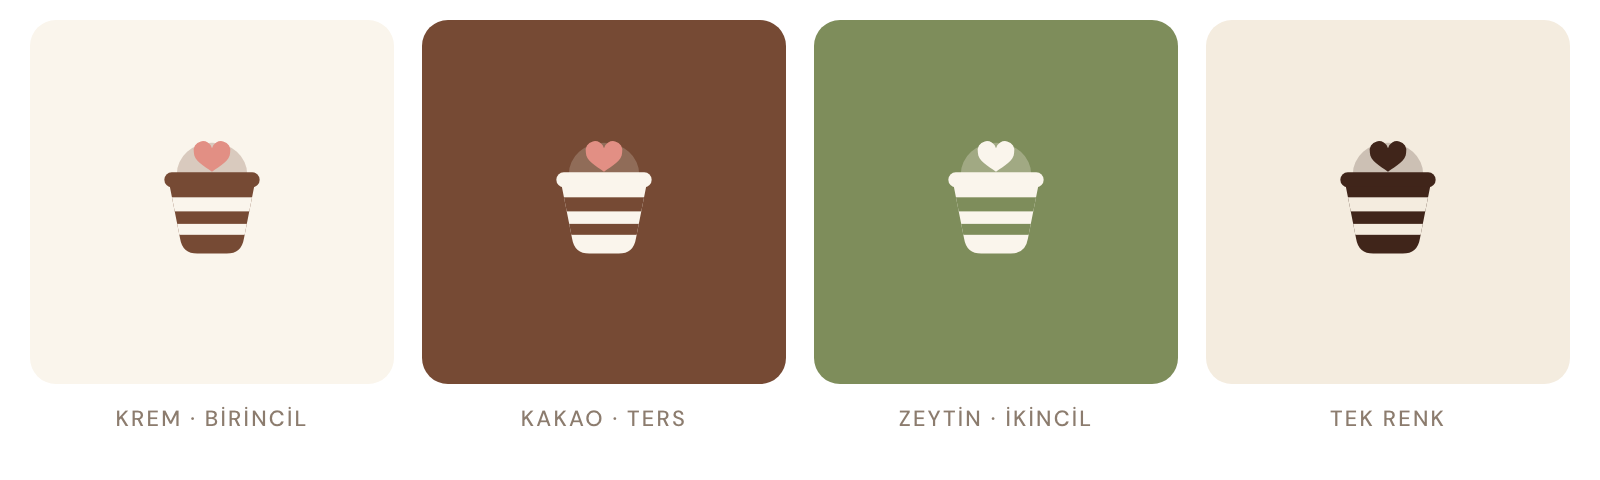 KREM · BİRİNCİL
KAKAO · TERS
ZEYTİN · İKİNCİL
TEK RENK